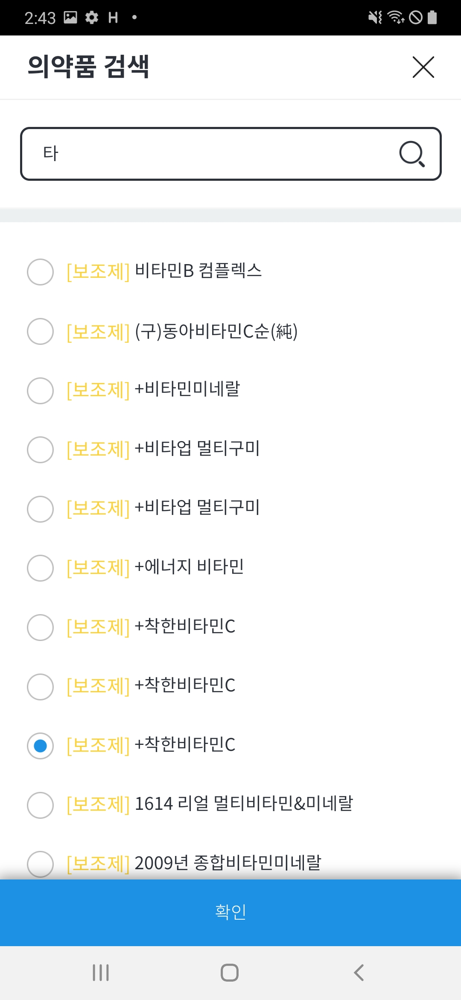 2:43 H
의약품 검색
타
[보조제] 비타민B 컴플렉스
[보조제] (구)동아비타민C순(純)
[보조제] +비타민미네랄
[보조제] +비타업 멀티구미
[보조제] +비타업 멀티구미
[보조제] +에너지 비타민
[보조제] +착한비타민C
[보조제] +착한비타민C
[보조제] +착한비타민C
[보조제] 1614 리얼 멀티비타민&미네랄
[보조제] 2009년 종합비타민미네랄
확인